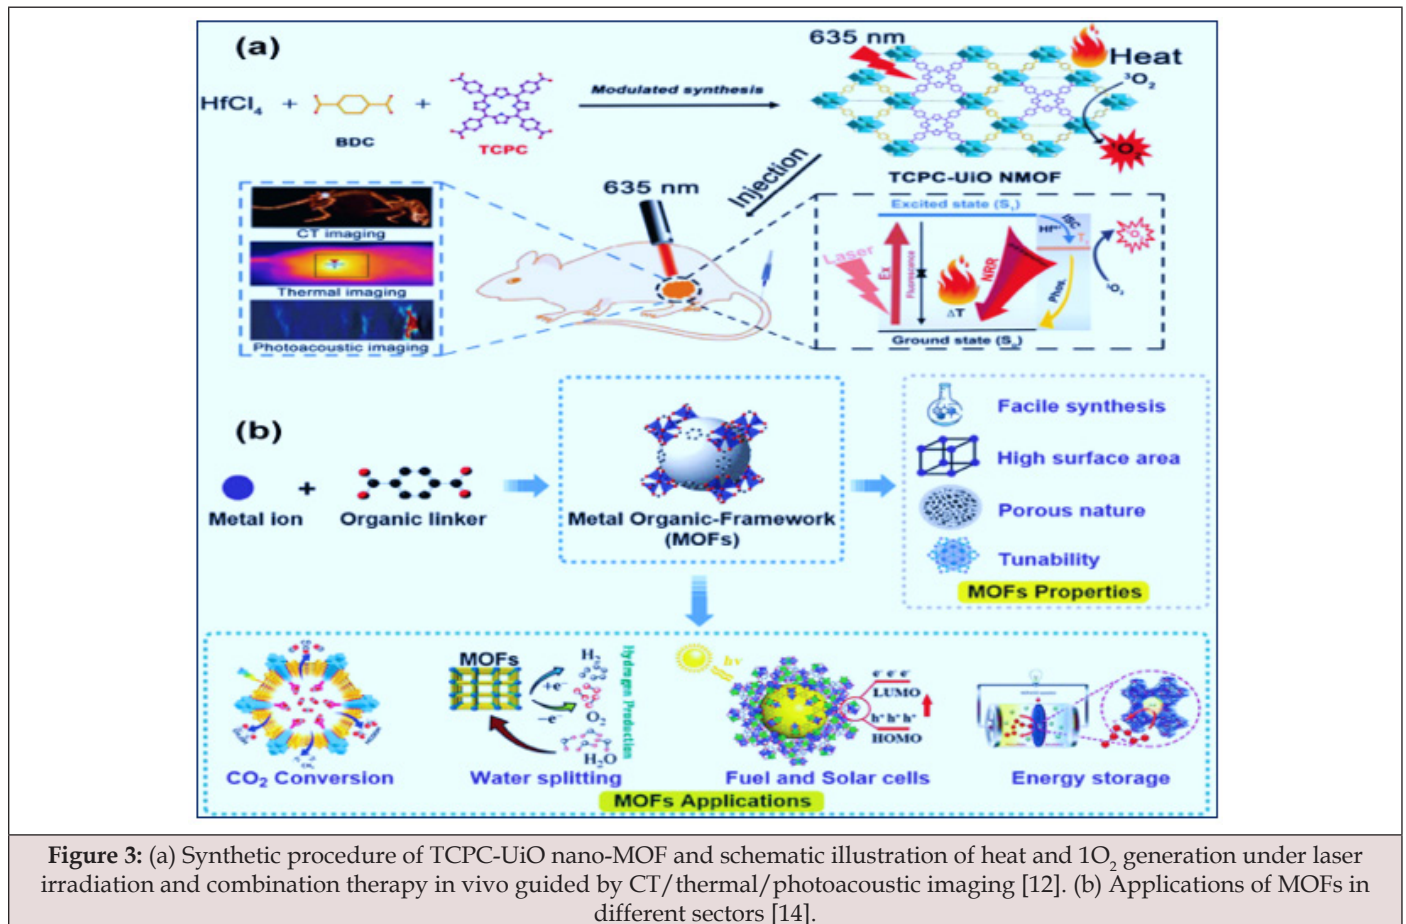 (a)
635 nm
Heat
³O₂
HfCl₄ + BDC + TCPC
Modulated synthesis
TCPC-UiO NMOF
Injection
635 nm
CT imaging
Thermal imaging
Photoacoustic imaging
Excited state (S₁)
ISC
Laser
Ex
Fluorescence
NRR
ΔT
Phos.
Ground state (S₀)
(b)
Metal ion
+
Organic linker
Metal Organic-Framework
(MOFs)
Facile synthesis
High surface area
Porous nature
Tunability
MOFs Properties
CO₂ Conversion
MOFs
H₂
+e⁻
−e⁻
O₂
H₂O
Hydrogen Production
Water splitting
hν
e⁻ e⁻ e⁻
LUMO
h⁺ h⁺ h⁺
HOMO
Fuel and Solar cells
Energy storage
MOFs Applications
Figure 3: (a) Synthetic procedure of TCPC-UiO nano-MOF and schematic illustration of heat and 1O₂ generation under laser
irradiation and combination therapy in vivo guided by CT/thermal/photoacoustic imaging [12]. (b) Applications of MOFs in
different sectors [14].